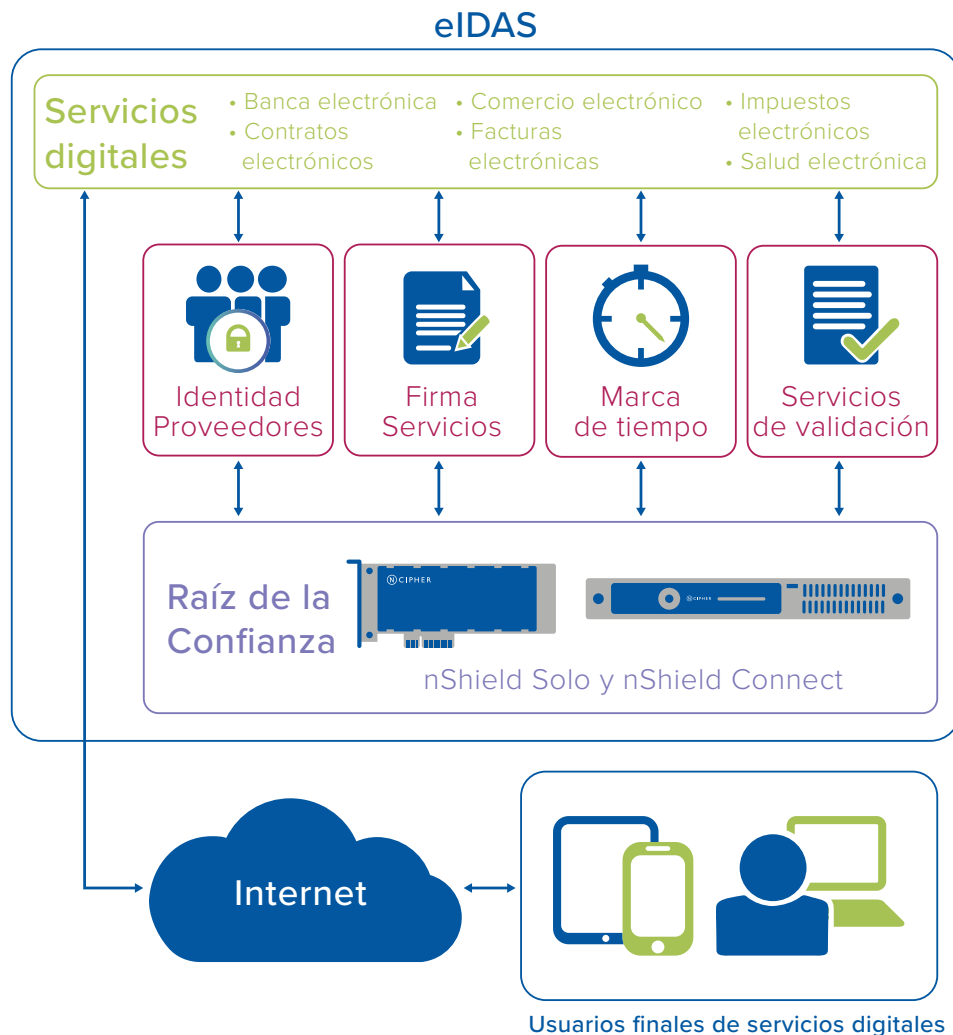 eIDAS
Servicios
digitales
• Banca electrónica
• Contratos
electrónicos
• Comercio electrónico
• Facturas
electrónicas
• Impuestos
electrónicos
• Salud electrónica
Identidad
Proveedores
Firma
Servicios
Marca
de tiempo
Servicios
de validación
Raíz de la
Confianza
N CIPHER
N CIPHER
nShield Solo y nShield Connect
Internet
Usuarios finales de servicios digitales